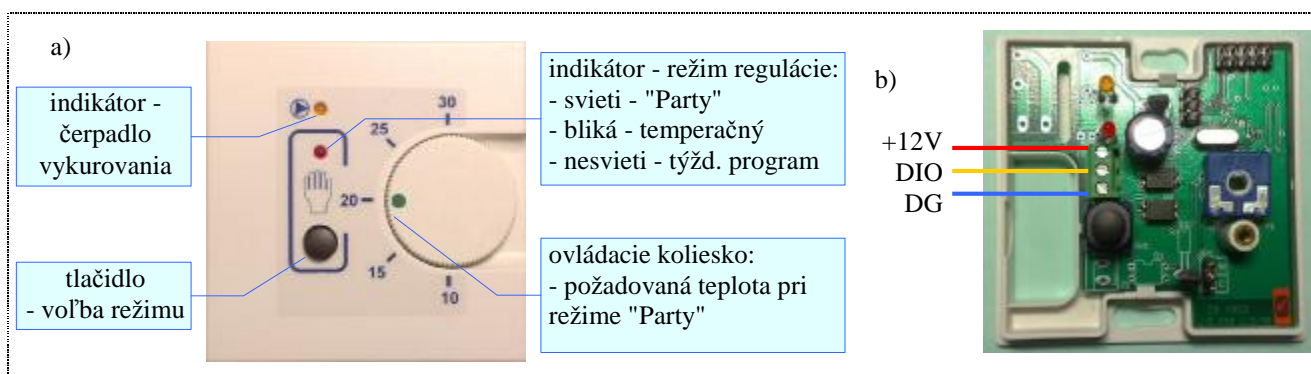 a)
indikátor -
čerpadlo
vykurovania
tlačidlo
- voľba režimu
30
25
20
15
10
indikátor - režim regulácie:
- svieti - "Party"
- bliká - temperačný
- nesvieti - týžd. program
ovládacie koliesko:
- požadovaná teplota pri
režime "Party"
b)
+12V
DIO
DG